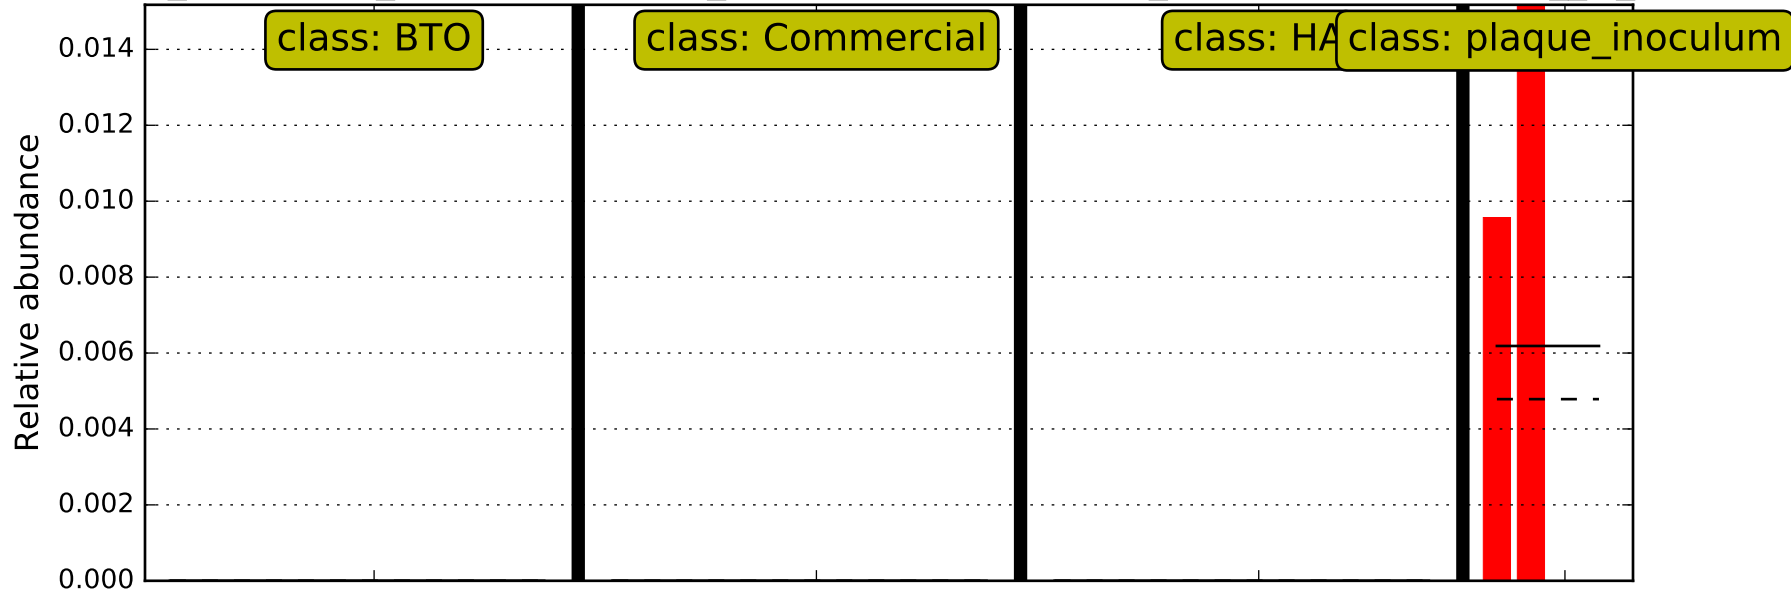 class: BTO
class: Commercial
class: HA
class: plaque_inoculum
Relative abundance
0.014
0.012
0.010
0.008
0.006
0.004
0.002
0.000